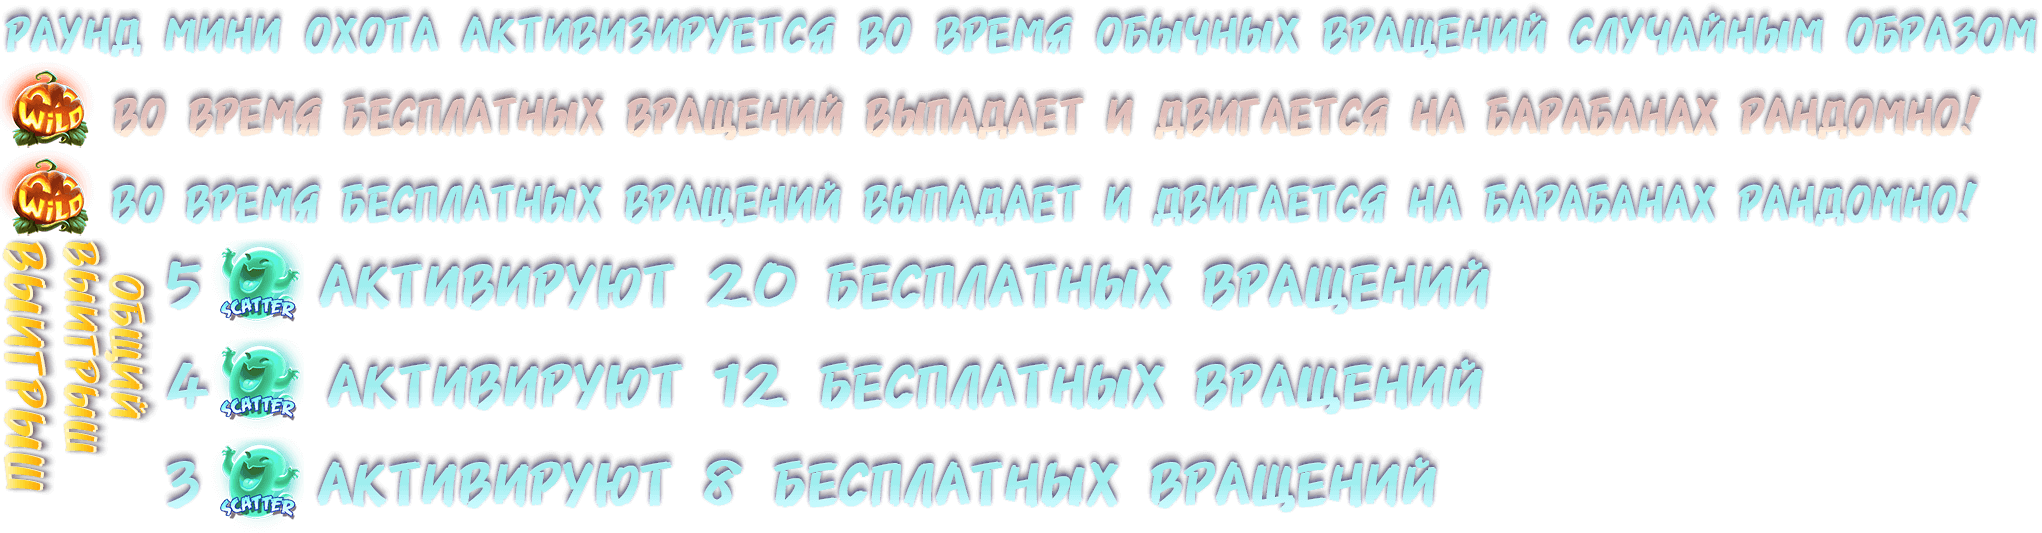 РАУНД МИНИ ОХОТА АКТИВИЗИРУЕТСЯ ВО ВРЕМЯ ОБЫЧНЫХ ВРАЩЕНИЙ СЛУЧАЙНЫМ ОБРАЗОМ
WILD ВО ВРЕМЯ БЕСПЛАТНЫХ ВРАЩЕНИЙ ВЫПАДАЕТ И ДВИГАЕТСЯ НА БАРАБАНАХ РАНДОМНО!
WILD ВО ВРЕМЯ БЕСПЛАТНЫХ ВРАЩЕНИЙ ВЫПАДАЕТ И ДВИГАЕТСЯ НА БАРАБАНАХ РАНДОМНО!
ВЫИГРЫШ
ОБЩИЙ
ВЫИГРЫШ
5 SCATTER АКТИВИРУЮТ 20 БЕСПЛАТНЫХ ВРАЩЕНИЙ
4 SCATTER АКТИВИРУЮТ 12 БЕСПЛАТНЫХ ВРАЩЕНИЙ
3 SCATTER АКТИВИРУЮТ 8 БЕСПЛАТНЫХ ВРАЩЕНИЙ